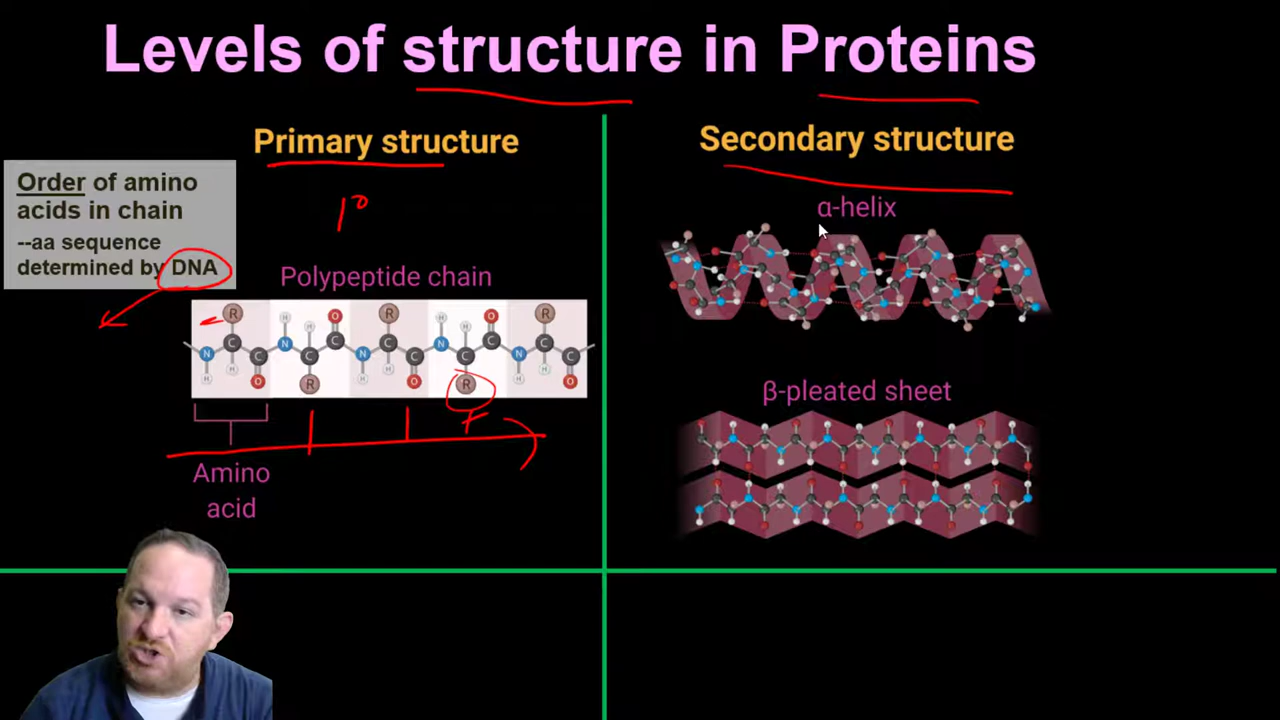 Levels of structure in Proteins
Primary structure
Order of amino
acids in chain
--aa sequence
determined by DNA
1°
Polypeptide chain
R H H O R H H O R
N C C N C C N C C N C C N C C
H H O R H H O R H H O
Amino
acid
Secondary structure
α-helix
β-pleated sheet